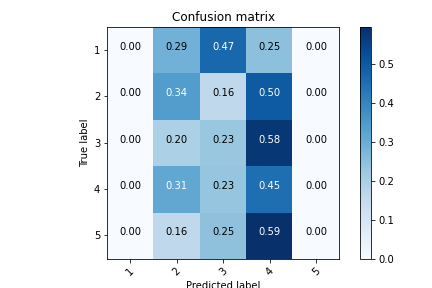 Confusion matrix
1 0.00 0.29 0.47 0.25 0.00
2 0.00 0.34 0.16 0.50 0.00
3 0.00 0.20 0.23 0.58 0.00
4 0.00 0.31 0.23 0.45 0.00
5 0.00 0.16 0.25 0.59 0.00
1 2 3 4 5
True label
Predicted label
0.5
0.4
0.3
0.2
0.1
0.0